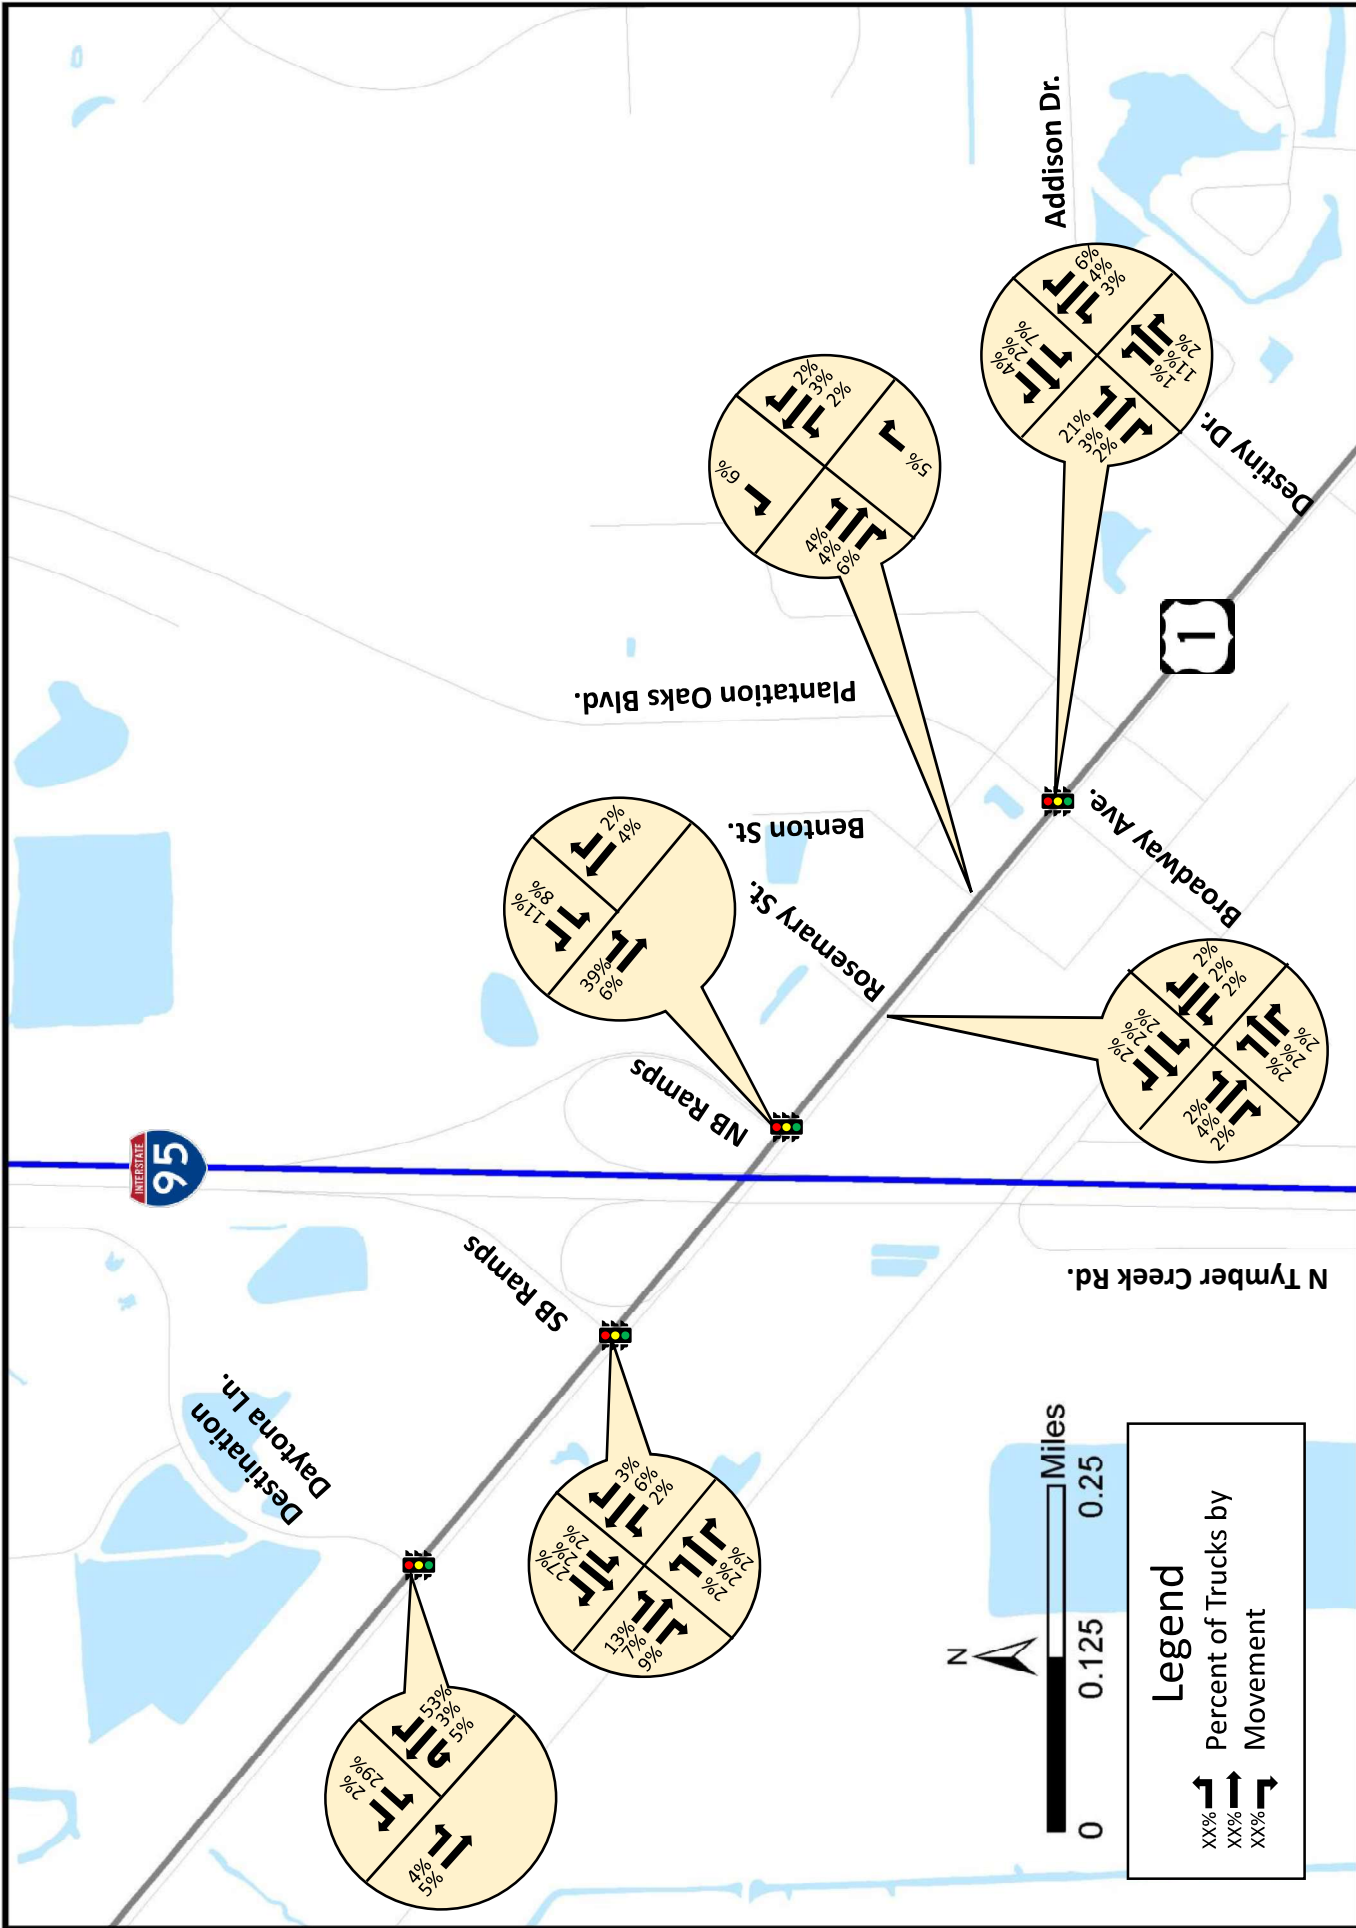 INTERSTATE
95
Destination
Daytona Ln.
SB Ramps
NB Ramps
Rosemary St.
Benton St.
Plantation Oaks Blvd.
Addison Dr.
Destiny Dr.
Broadway Ave.
N Tymber Creek Rd.
1
2%
29%
53%
3%
5%
4%
5%
27%
2%
2%
3%
6%
2%
13%
7%
9%
2%
2%
2%
11%
8%
2%
4%
39%
6%
2%
2%
2%
2%
2%
2%
2%
4%
2%
2%
2%
2%
6%
2%
3%
2%
4%
4%
6%
5%
4%
2%
7%
6%
4%
3%
21%
3%
2%
1%
11%
2%
N
0 0.125 0.25
Miles
Legend
XX%
XX%
XX%
Percent of Trucks by
Movement